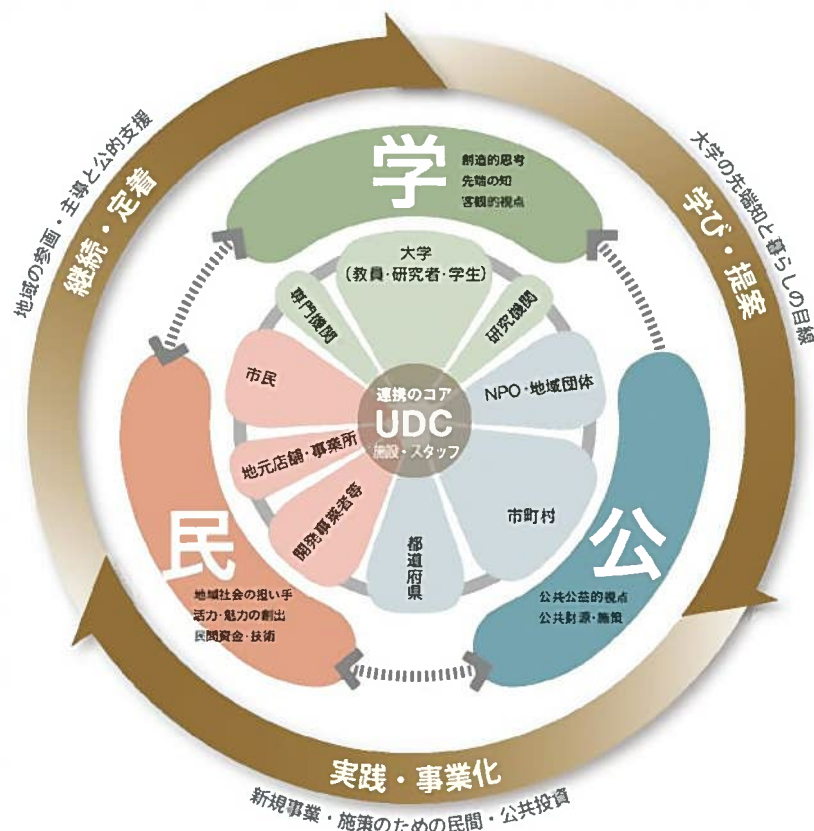 継続・定着
地域の参画・主導と公的支援
学び・提案
大学の先端知と暮らしの目線
学
創造的思考
先端の知
客観的視点
大学
(教員・研究者・学生)
専門機関
研究機関
市民
NPO・地域団体
連携のコア
UDC
施設・スタッフ
地元店舗・事業所
開発事業者等
都道府県
市町村
民
地域社会の担い手
活力・魅力の創出
民間資金・技術
公
公共公益的視点
公共財源・施策
実践・事業化
新規事業・施策のための民間・公共投資